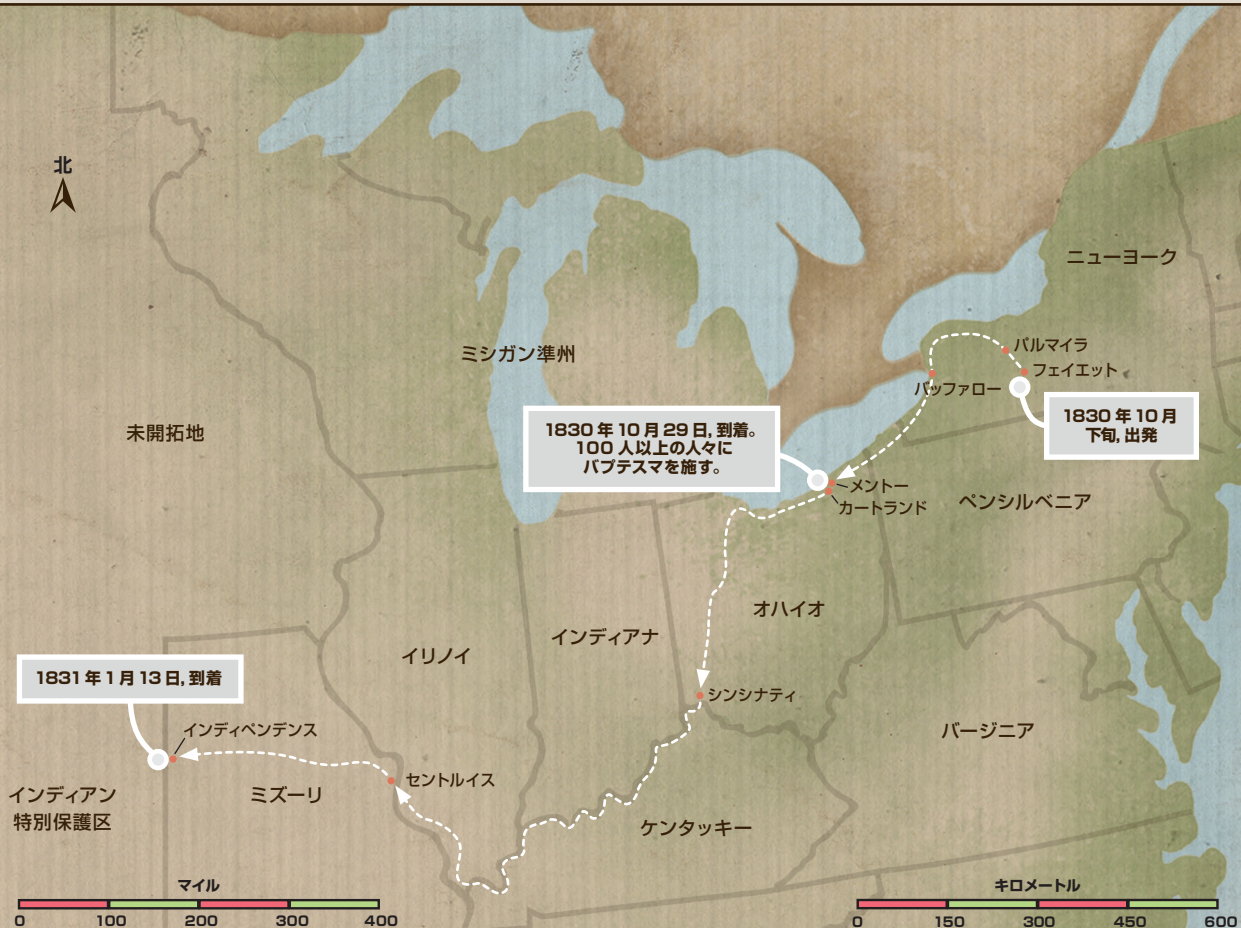 北
ニューヨーク
パルマイラ
フェイエット
バッファロー
ミシガン準州
未開拓地
1830 年 10 月 29 日, 到着。
100 人以上の人々に
バプテスマを施す。
1830 年 10 月
下旬, 出発
メントー
カートランド
ペンシルベニア
オハイオ
インディアナ
イリノイ
1831 年 1 月 13 日, 到着
シンシナティ
インディペンデンス
バージニア
セントルイス
インディアン
特別保護区
ミズーリ
ケンタッキー
マイル
0 100 200 300 400
キロメートル
0 150 300 450 600